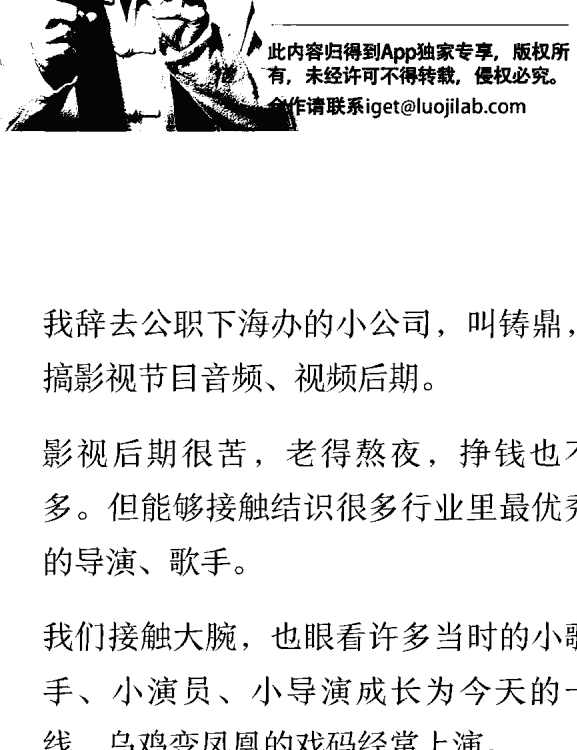 此内容归得到App独家专享，版权所
有，未经许可不得转载，侵权必究。
作请联系iget@luojilab.com
我辞去公职下海办的小公司，叫铸鼎，
搞影视节目音频、视频后期。
影视后期很苦，老得熬夜，挣钱也不
多。但能够接触结识很多行业里最优秀
的导演、歌手。
我们接触大腕，也眼看许多当时的小歌
手、小演员、小导演成长为今天的一
线，乌鸡变凤凰的戏码经常上演。